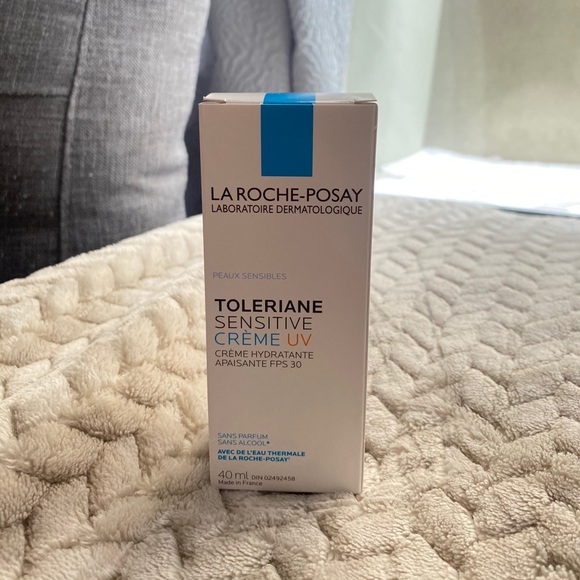 LA ROCHE-POSAY
LABORATOIRE DERMATOLOGIQUE
PEAUX SENSIBLES
TOLERIANE
SENSITIVE
CRÈME UV
CRÈME HYDRATANTE
APAISANTE FPS 30
SANS PARFUM
SANS ALCOOL*
AVEC DE L'EAU THERMALE
DE LA ROCHE-POSAY
40 ml DIN 02492458
Made in France